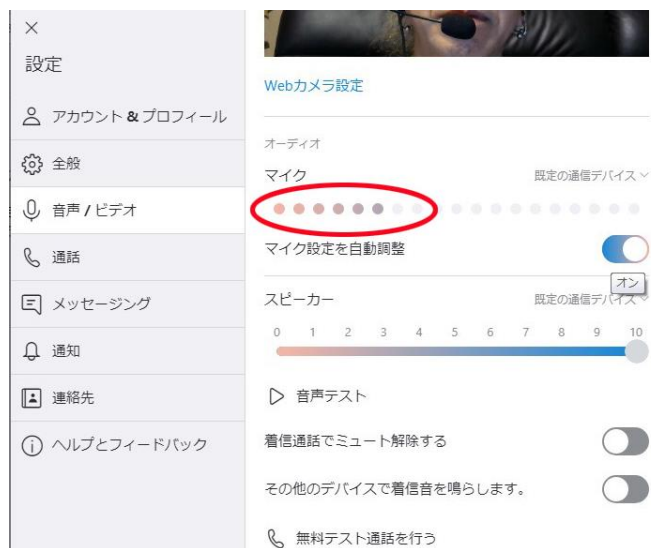 設定
アカウント & プロフィール
全般
音声 / ビデオ
通話
メッセージング
通知
連絡先
ヘルプとフィードバック
Webカメラ設定
オーディオ
マイク 既定の通信デバイス
マイク設定を自動調整
オン
スピーカー 既定の通信デバイス
0 1 2 3 4 5 6 7 8 9 10
音声テスト
着信通話でミュート解除する
その他のデバイスで着信音を鳴らします。
無料テスト通話を行う